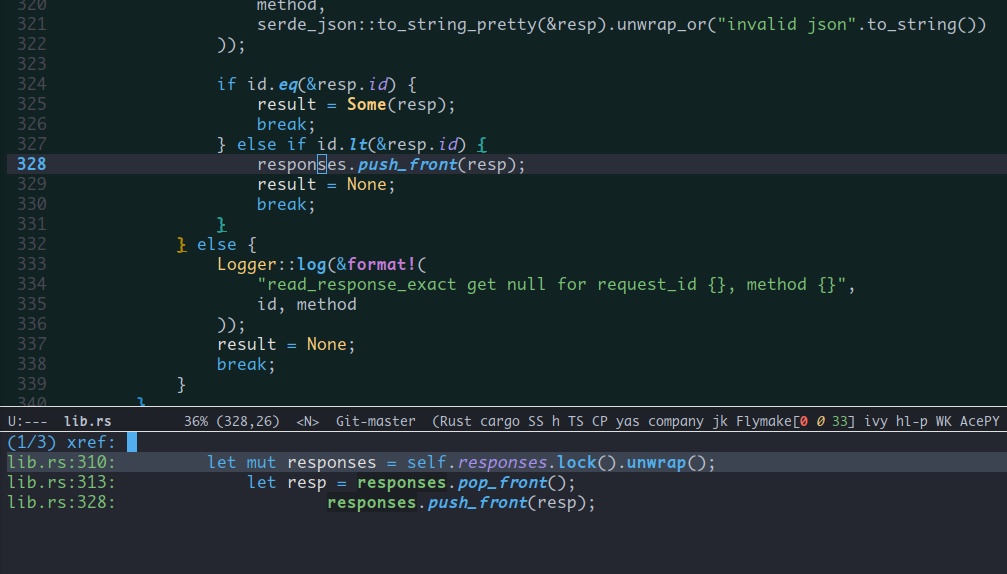 320                     method,
321                     serde_json::to_string_pretty(&resp).unwrap_or("invalid json".to_string())
322                 ));
323
324                 if id.eq(&resp.id) {
325                     result = Some(resp);
326                     break;
327                 } else if id.lt(&resp.id) {
328                     responses.push_front(resp);
329                     result = None;
330                     break;
331                 }
332             } else {
333                 Logger::log(&format!(
334                     "read_response_exact get null for request_id {}, method {}",
335                     id, method
336                 ));
337                 result = None;
338                 break;
339             }
340         }
U:---  lib.rs         36% (328,26)  <N>  Git-master  (Rust cargo SS h TS CP yas company jk Flymake[0 0 33] ivy hl-p WK AcePY
(1/3) xref:
lib.rs:310:         let mut responses = self.responses.lock().unwrap();
lib.rs:313:             let resp = responses.pop_front();
lib.rs:328:                     responses.push_front(resp);